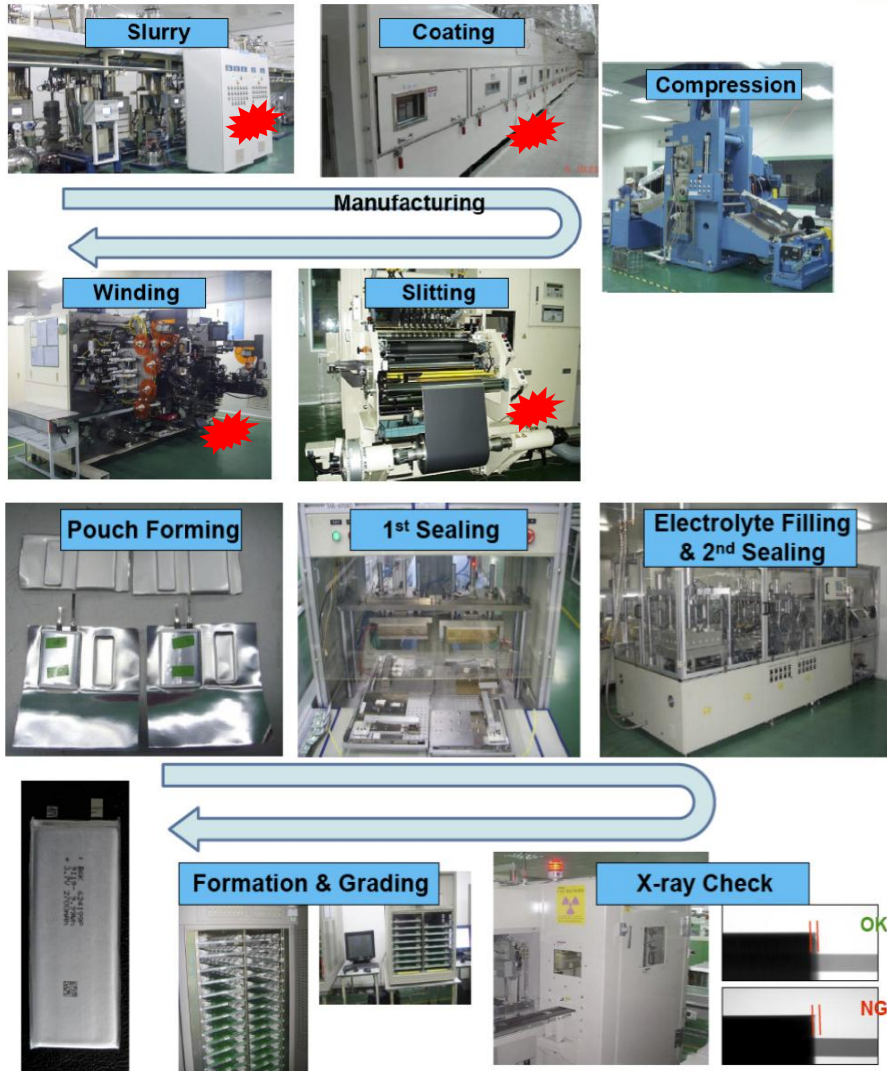 Slurry
Coating
Compression
Manufacturing
Winding
Slitting
Pouch Forming
1st Sealing
Electrolyte Filling
& 2nd Sealing
Formation & Grading
X-ray Check
OK
NG